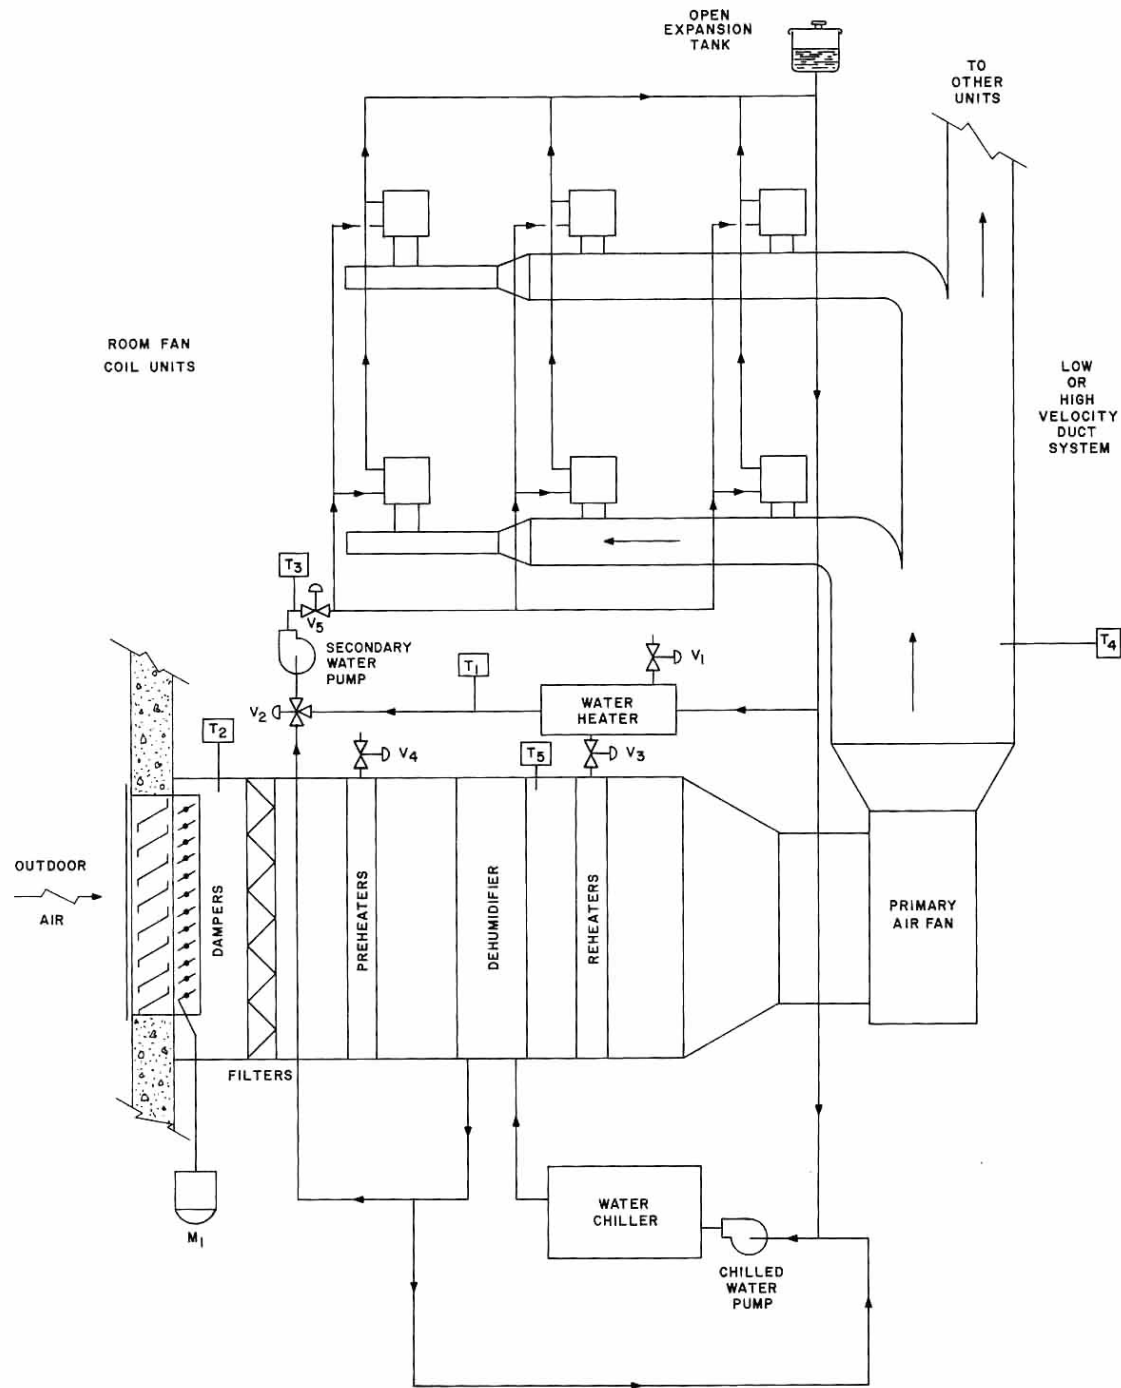 OPEN
EXPANSION
TANK
TO
OTHER
UNITS
ROOM FAN
COIL UNITS
LOW
OR
HIGH
VELOCITY
DUCT
SYSTEM
T3
V5
SECONDARY
WATER
PUMP
T4
T1
V1
WATER
HEATER
V2
T2
V4
T5
V3
OUTDOOR
AIR
DAMPERS
PREHEATERS
DEHUMIDIFIER
REHEATERS
PRIMARY
AIR FAN
FILTERS
WATER
CHILLER
M1
CHILLED
WATER
PUMP